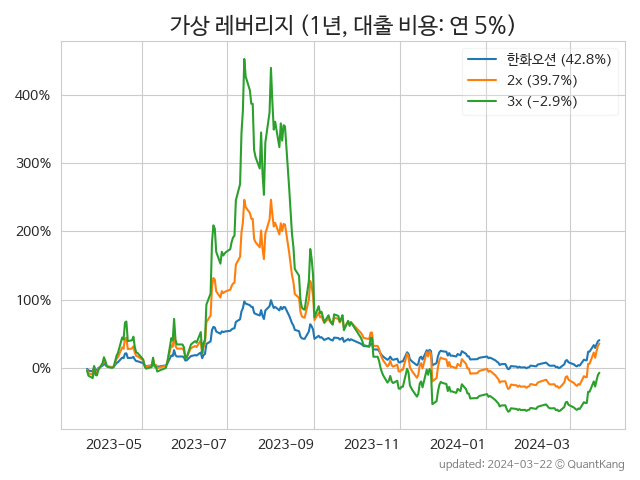 가상 레버리지 (1년, 대출 비용: 연 5%)
한화오션 (42.8%)
2x (39.7%)
3x (−2.9%)
400%
300%
200%
100%
0%
2023-05
2023-07
2023-09
2023-11
2024-01
2024-03
updated: 2024-03-22 © QuantKang